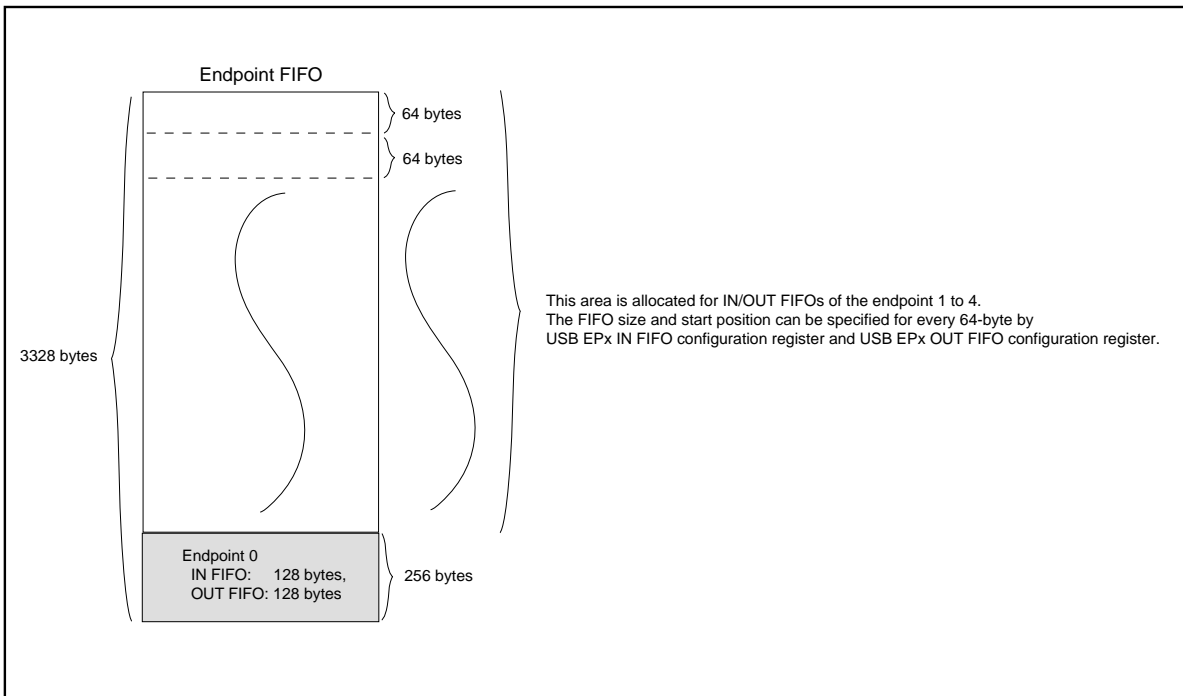 Endpoint FIFO
64 bytes
64 bytes
This area is allocated for IN/OUT FIFOs of the endpoint 1 to 4.
The FIFO size and start position can be specified for every 64-byte by
USB EPx IN FIFO configuration register and USB EPx OUT FIFO configuration register.
3328 bytes
Endpoint 0
IN FIFO: 128 bytes,
OUT FIFO: 128 bytes
256 bytes